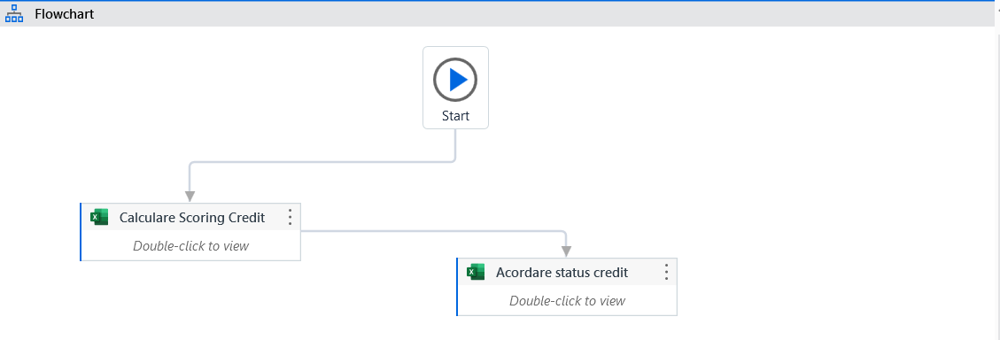 Flowchart
Start
Calculare Scoring Credit
Double-click to view
Acordare status credit
Double-click to view